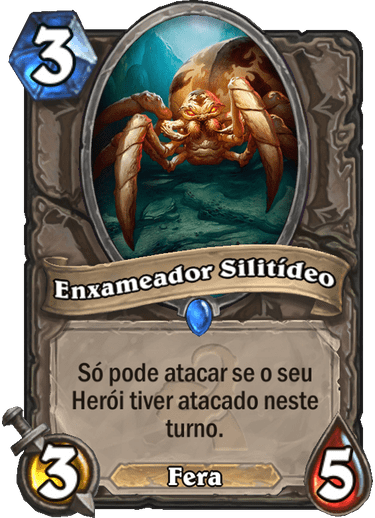 3
Enxameador Silitídeo
Só pode atacar se o seu
Herói tiver atacado neste
turno.
3
Fera
5